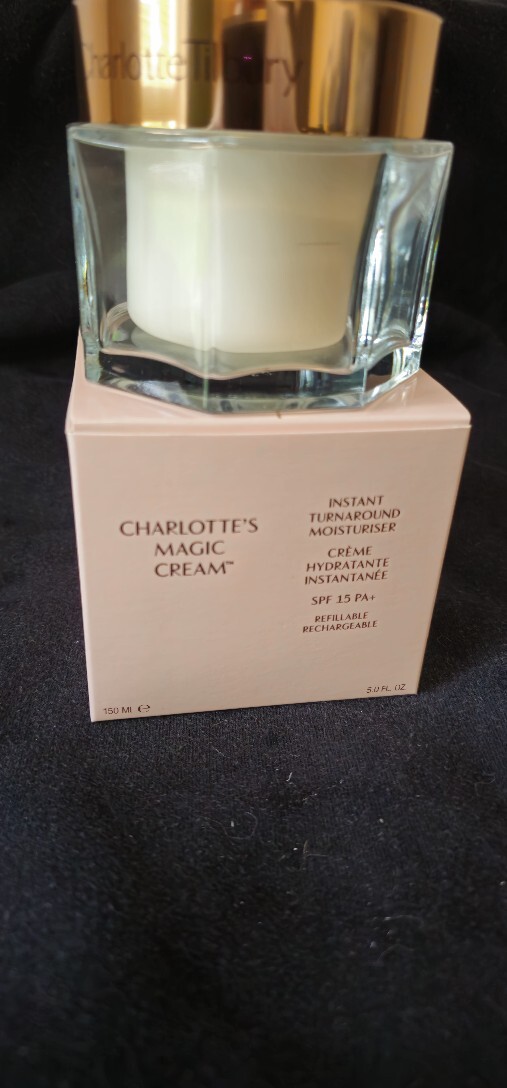 Charlotte Tilbury
CHARLOTTE'S
MAGIC
CREAM™
INSTANT
TURNAROUND
MOISTURISER
CRÈME
HYDRATANTE
INSTANTANÉE
SPF 15 PA+
REFILLABLE
RECHARGEABLE
150 ML ℮
5.0 FL. OZ